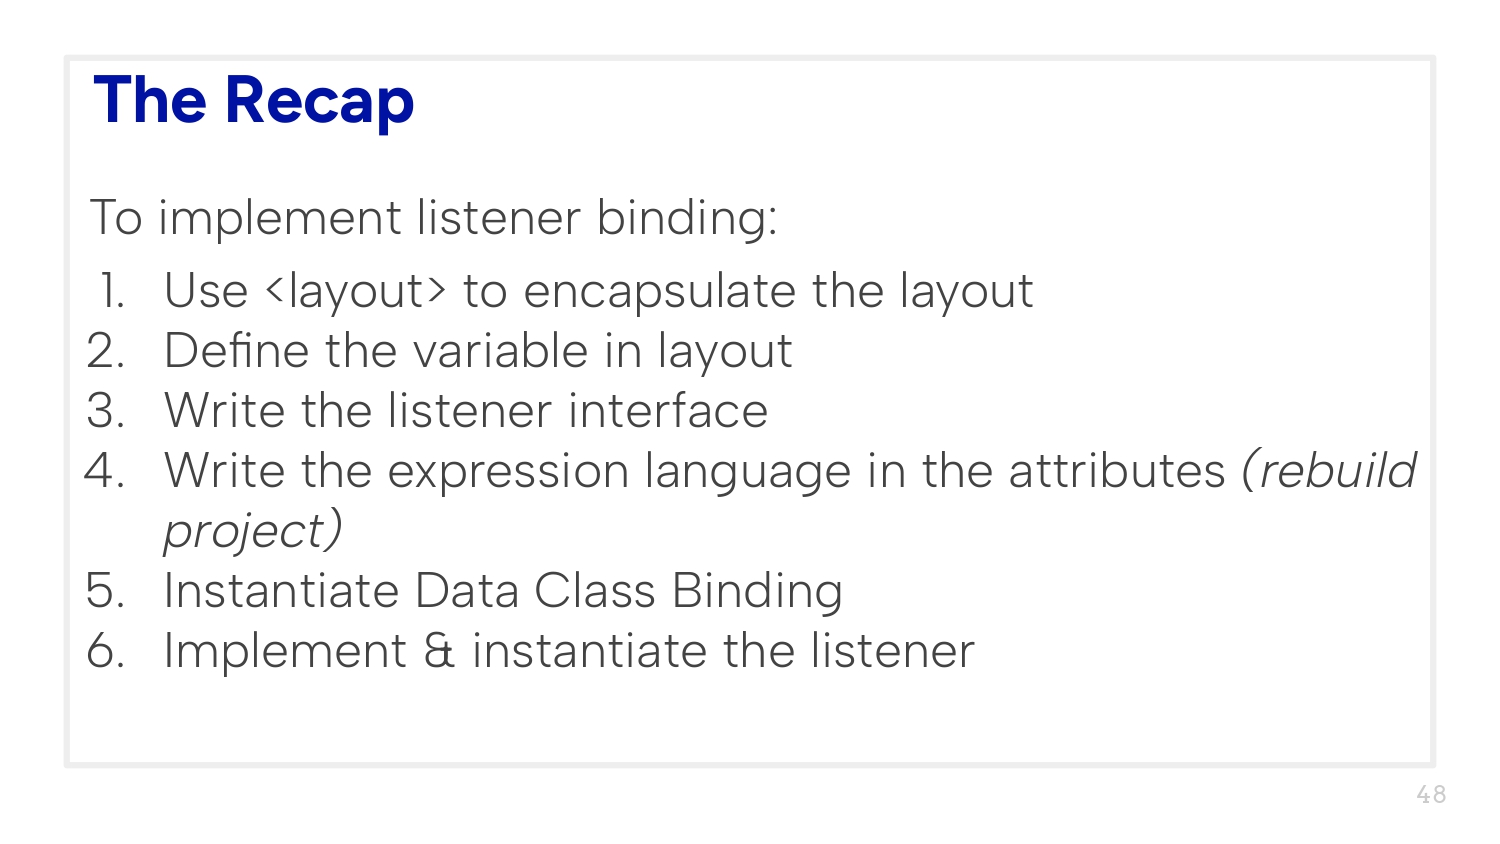 The Recap
To implement listener binding:
1. Use <layout> to encapsulate the layout
2. Define the variable in layout
3. Write the listener interface
4. Write the expression language in the attributes (rebuild
project)
5. Instantiate Data Class Binding
6. Implement & instantiate the listener
48